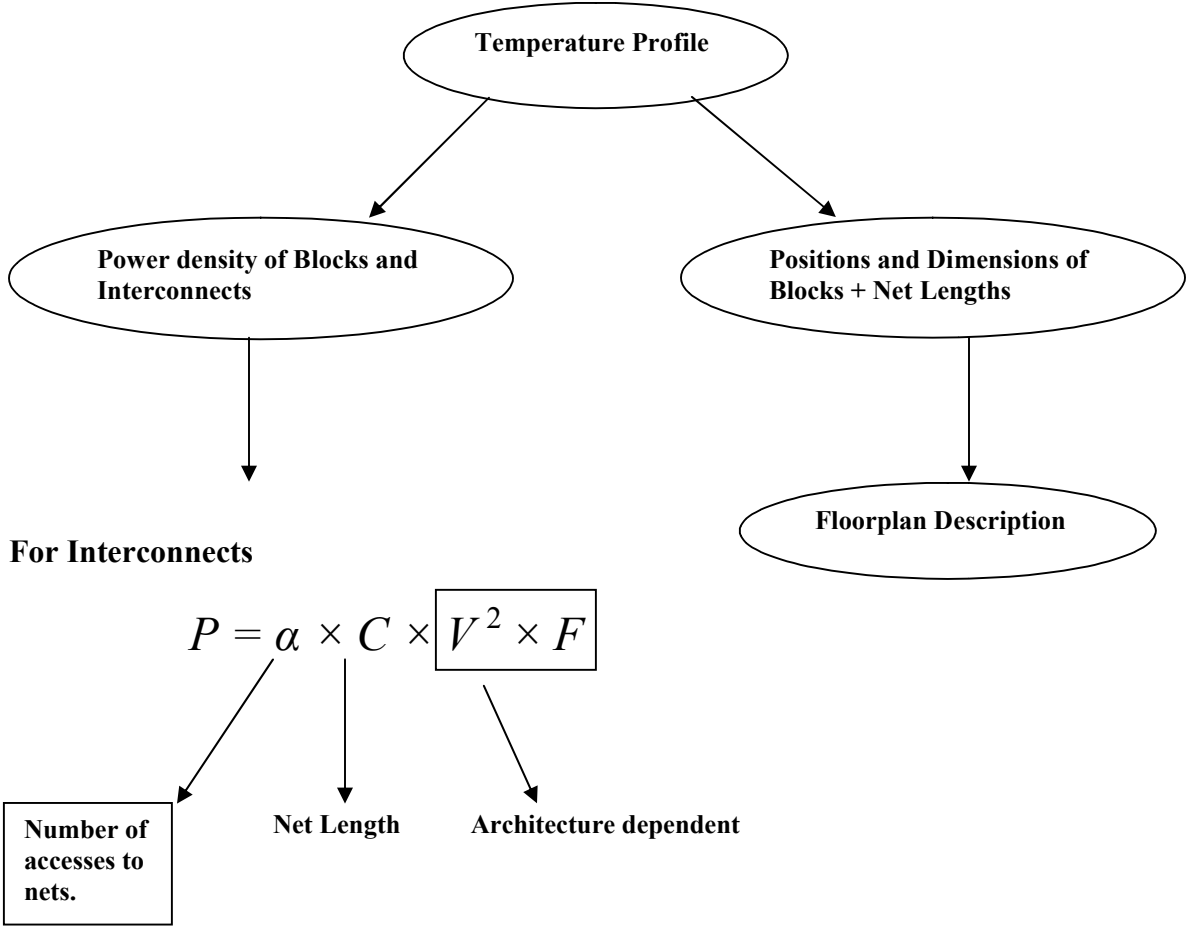 Temperature Profile
Power density of Blocks and
Interconnects
Positions and Dimensions of
Blocks + Net Lengths
Floorplan Description
For Interconnects
P = α × C × V² × F
Number of
accesses to
nets.
Net Length
Architecture dependent